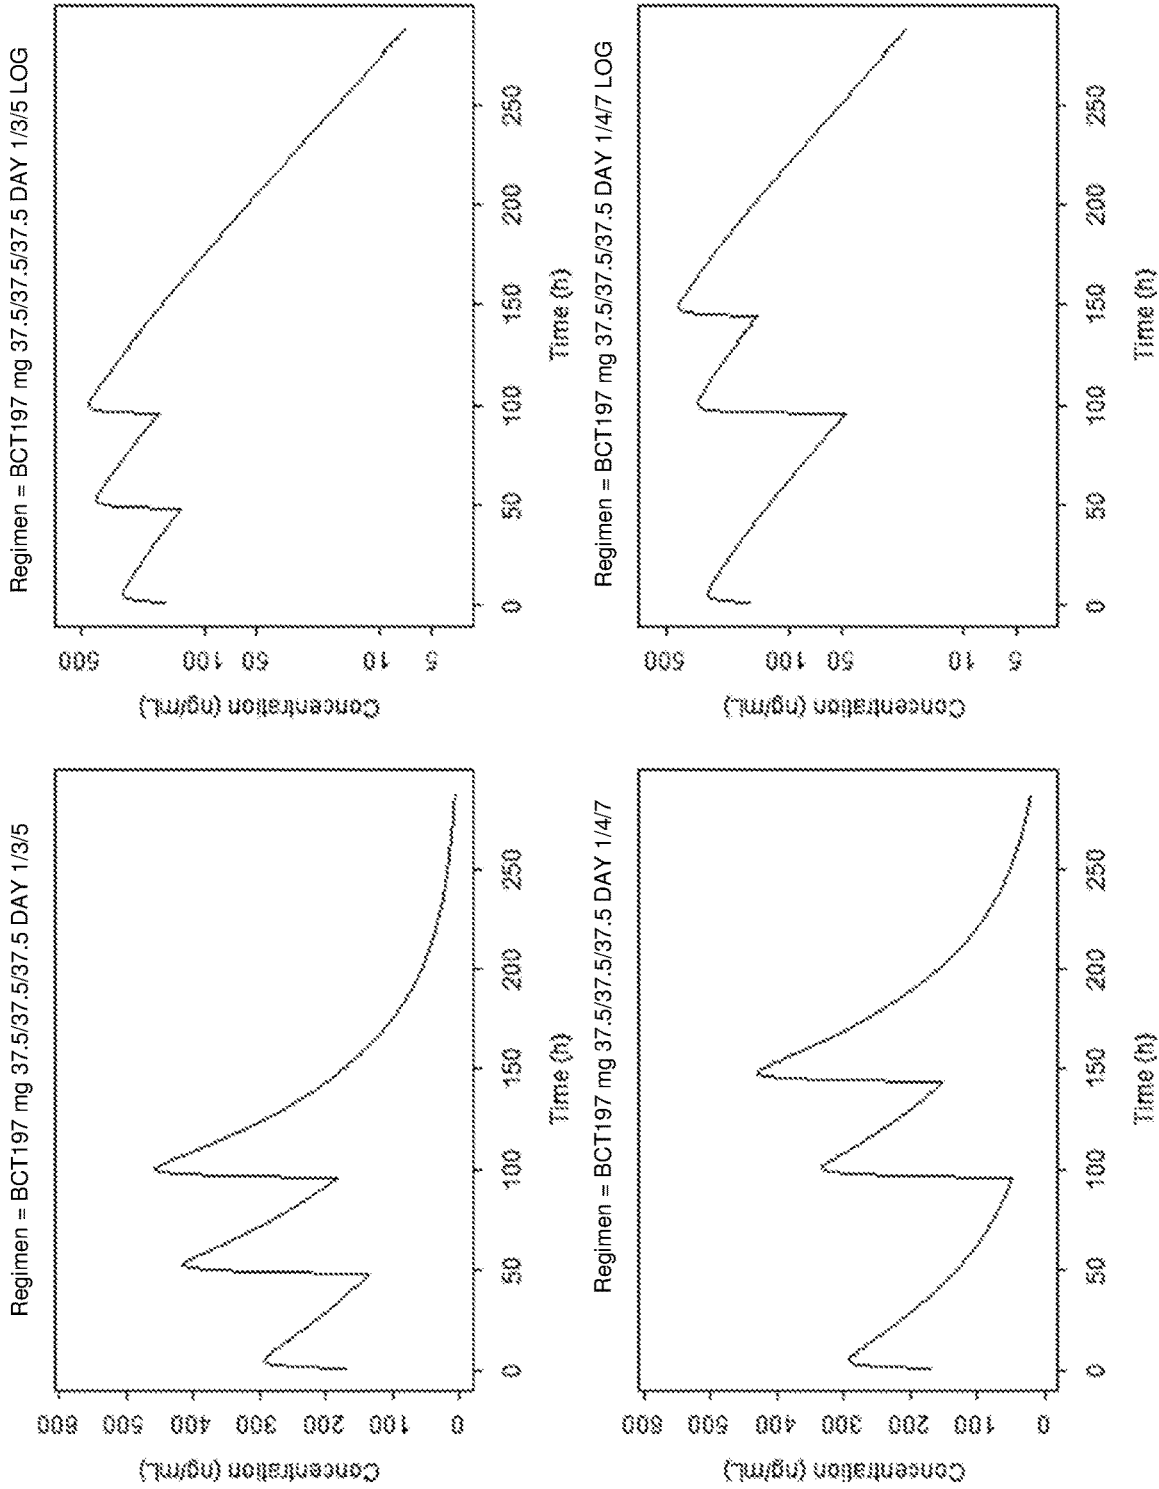 Regimen = BCT197 mg 37.5/37.5/37.5 DAY 1/3/5
Concentration (ng/mL)
600
500
400
300
200
100
0
0 50 100 150 200 250
Time (h)
Regimen = BCT197 mg 37.5/37.5/37.5 DAY 1/3/5 LOG
Concentration (ng/mL)
500
100
50
10
5
0 50 100 150 200 250
Time (h)
Regimen = BCT197 mg 37.5/37.5/37.5 DAY 1/4/7
Concentration (ng/mL)
600
500
400
300
200
100
0
0 50 100 150 200 250
Time (h)
Regimen = BCT197 mg 37.5/37.5/37.5 DAY 1/4/7 LOG
Concentration (ng/mL)
500
100
50
10
5
0 50 100 150 200 250
Time (h)